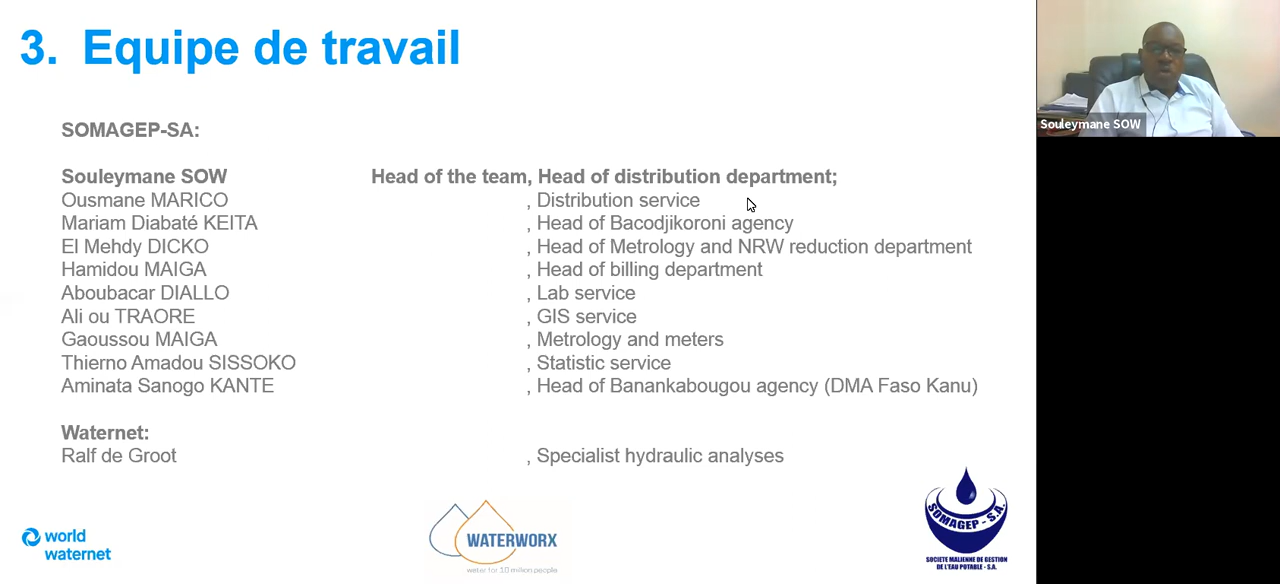 3. Equipe de travail
SOMAGEP-SA:
Souleymane SOW Head of the team, Head of distribution department;
Ousmane MARICO , Distribution service
Mariam Diabaté KEITA , Head of Bacodjikoroni agency
El Mehdy DICKO , Head of Metrology and NRW reduction department
Hamidou MAIGA , Head of billing department
Aboubacar DIALLO , Lab service
Ali ou TRAORE , GIS service
Gaoussou MAIGA , Metrology and meters
Thierno Amadou SISSOKO , Statistic service
Aminata Sanogo KANTE , Head of Banankabougou agency (DMA Faso Kanu)
Waternet:
Ralf de Groot , Specialist hydraulic analyses
world
waternet
WATERWORX
water for 10 million people
SOMAGEP - S.A.
SOCIETE MALIENNE DE GESTION
DE L'EAU POTABLE - S.A.
Souleymane SOW